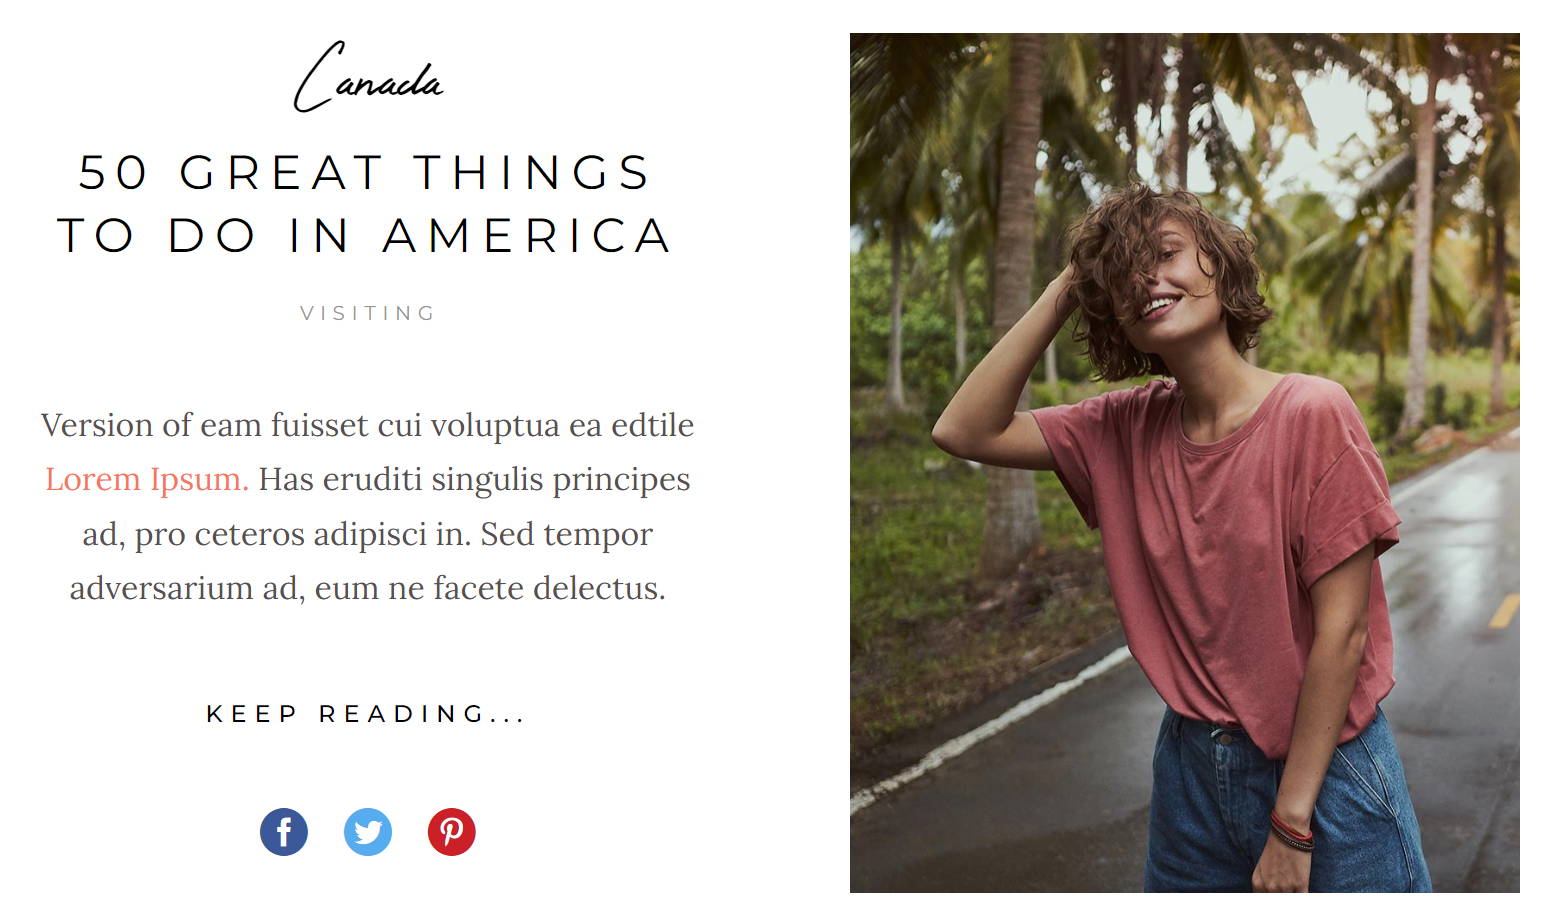 Canada
50 GREAT THINGS
TO DO IN AMERICA
VISITING
Version of eam fuisset cui voluptua ea edtile
Lorem Ipsum. Has eruditi singulis principes
ad, pro ceteros adipisci in. Sed tempor
adversarium ad, eum ne facete delectus.
KEEP READING...